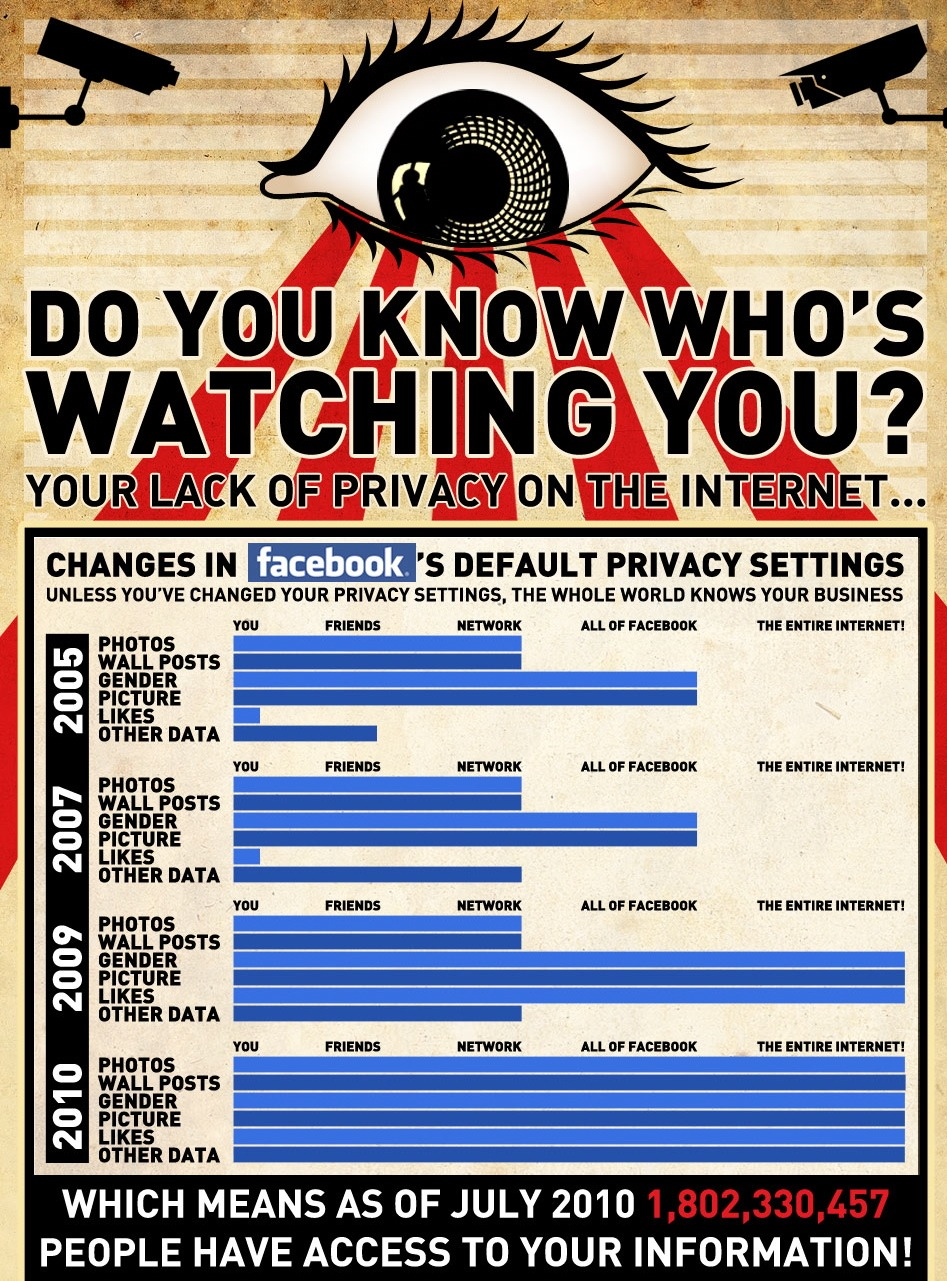 DO YOU KNOW WHO'S
WATCHING YOU?
YOUR LACK OF PRIVACY ON THE INTERNET...
CHANGES IN facebook.'S DEFAULT PRIVACY SETTINGS
UNLESS YOU'VE CHANGED YOUR PRIVACY SETTINGS, THE WHOLE WORLD KNOWS YOUR BUSINESS
2005
YOU FRIENDS NETWORK ALL OF FACEBOOK THE ENTIRE INTERNET!
PHOTOS
WALL POSTS
GENDER
PICTURE
LIKES
OTHER DATA
2007
YOU FRIENDS NETWORK ALL OF FACEBOOK THE ENTIRE INTERNET!
PHOTOS
WALL POSTS
GENDER
PICTURE
LIKES
OTHER DATA
2009
YOU FRIENDS NETWORK ALL OF FACEBOOK THE ENTIRE INTERNET!
PHOTOS
WALL POSTS
GENDER
PICTURE
LIKES
OTHER DATA
2010
YOU FRIENDS NETWORK ALL OF FACEBOOK THE ENTIRE INTERNET!
PHOTOS
WALL POSTS
GENDER
PICTURE
LIKES
OTHER DATA
WHICH MEANS AS OF JULY 2010 1,802,330,457
PEOPLE HAVE ACCESS TO YOUR INFORMATION!